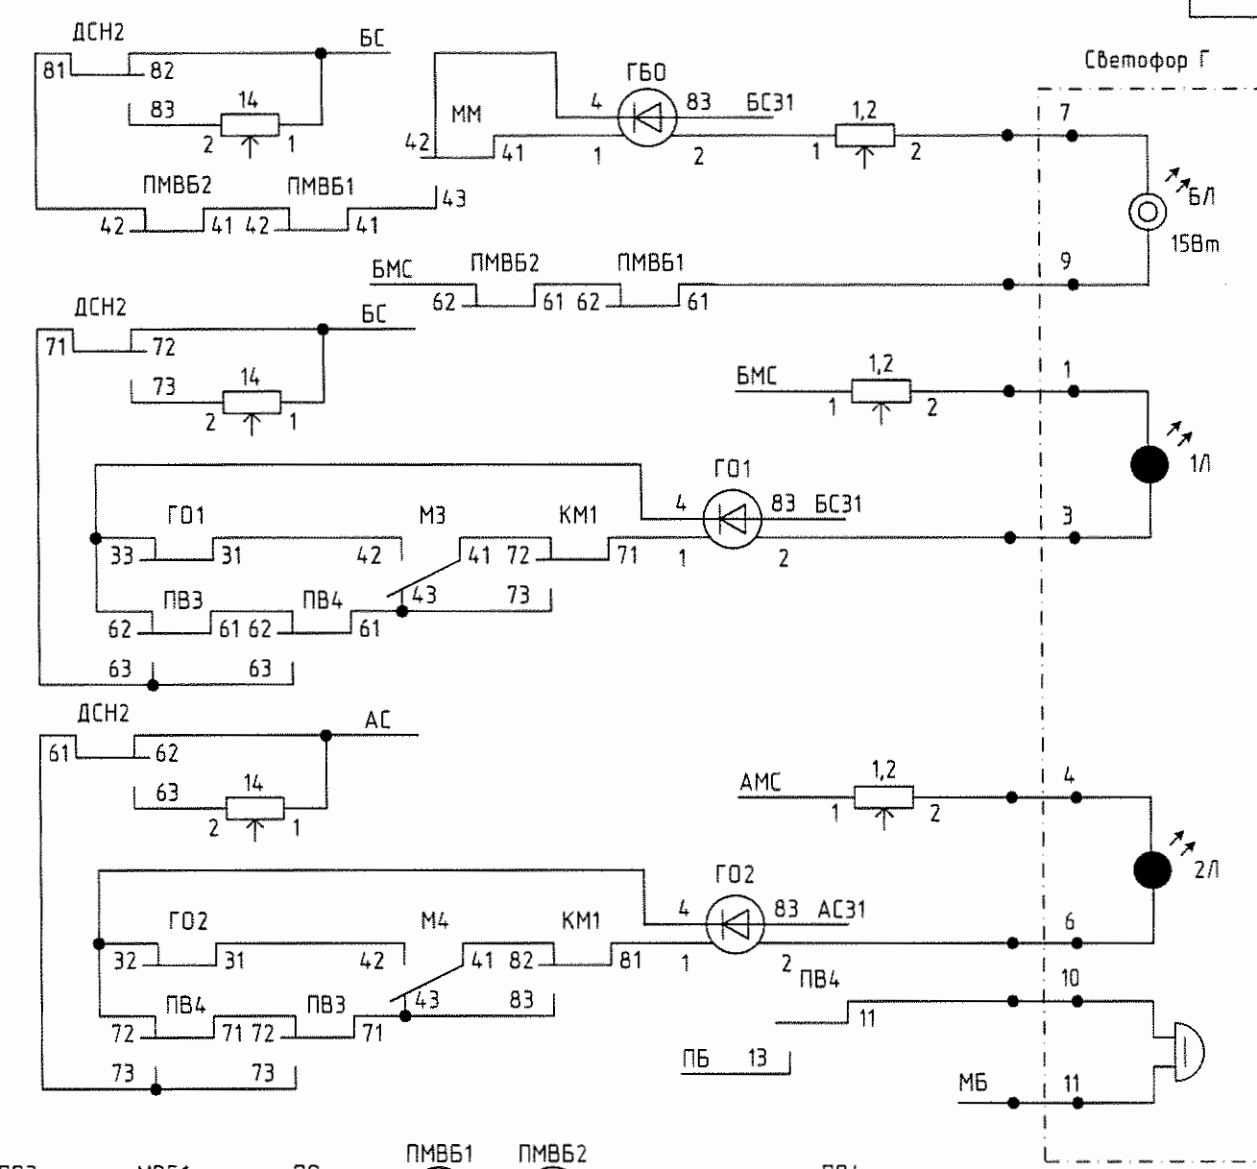 ДСН2
БС
Светофор Г
81 82
ГБО
83 14
ММ
4 83 БСЗ1
1,2
7
2 1
42 41
1 2
1 2
ПМВБ2 ПМВБ1
43
БЛ
42 41 42 41
15Вт
БМС ПМВБ2 ПМВБ1
9
62 61 62 61
ДСН2
БС
71 72
73 14
2 1
БМС
1,2
1
1 2
ГО1
1Л
ГО1 М3 КМ1
4 83 БСЗ1
3
33 31 42 41 72 71
1 2
ПВ3 ПВ4 43 73
62 61 62 61
63 63
ДСН2
АС
61 62
63 14
2 1
АМС
1,2
4
1 2
ГО2
2Л
ГО2 М4 КМ1
4 83 АСЗ1
6
32 31 42 41 82 81
1 2
ПВ4
10
ПВ4 ПВ3 43 83
11
72 71 72 71
73 73
ПБ 13
МБ
11
ПМВБ1 ПМВБ2